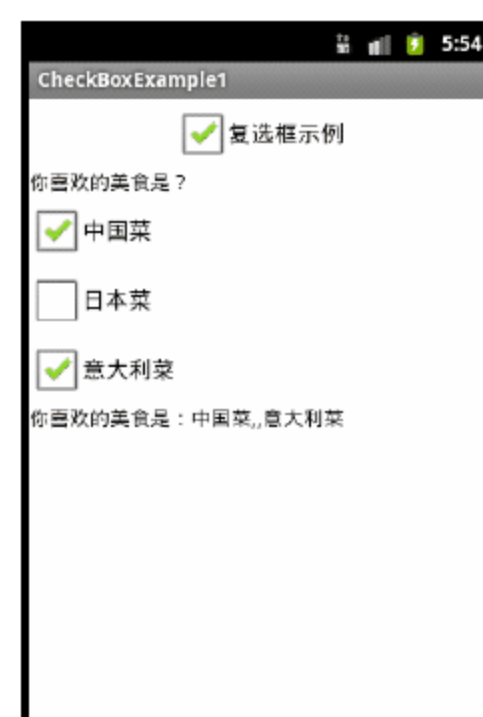 5:54
CheckBoxExample1
复选框示例
你喜欢的美食是？
中国菜
日本菜
意大利菜
你喜欢的美食是：中国菜,,意大利菜